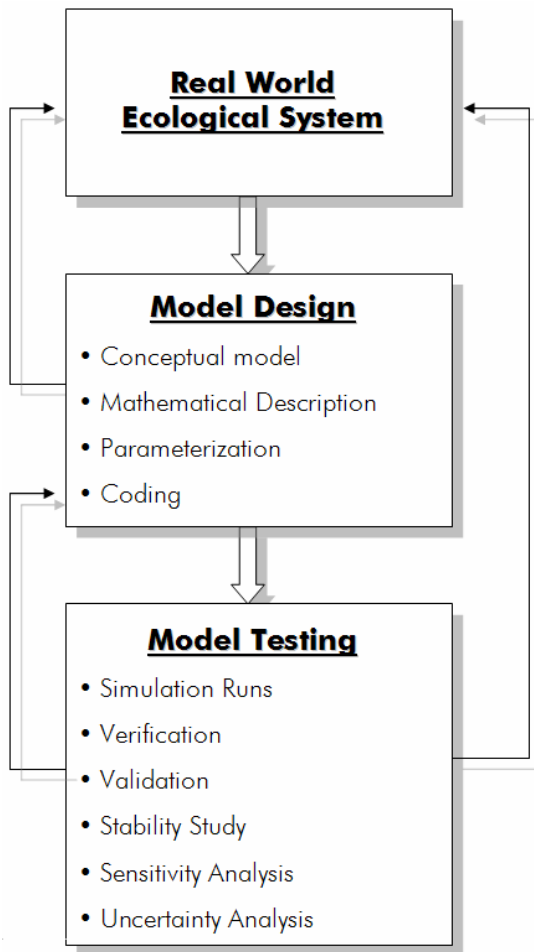 Real World
Ecological System
Model Design
• Conceptual model
• Mathematical Description
• Parameterization
• Coding
Model Testing
• Simulation Runs
• Verification
• Validation
• Stability Study
• Sensitivity Analysis
• Uncertainty Analysis